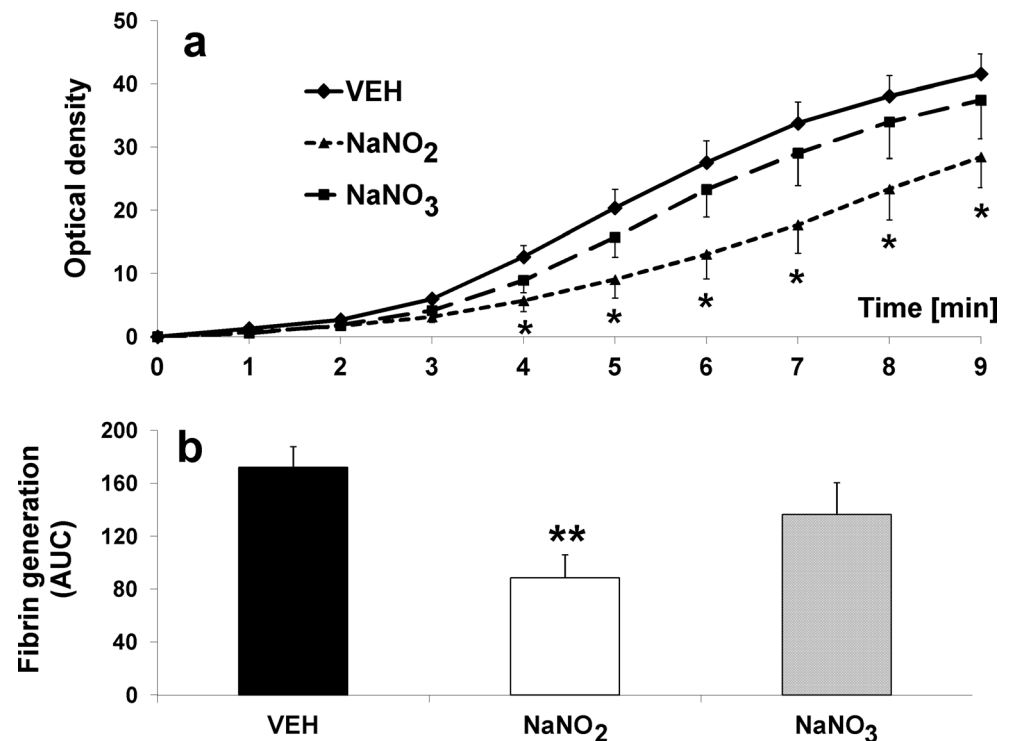 a
VEH
NaNO₂
NaNO₃
Optical density
50
40
30
20
10
0
* * * * * *
Time [min]
0 1 2 3 4 5 6 7 8 9
b
Fibrin generation
(AUC)
200
160
120
80
40
0
**
VEH NaNO₂ NaNO₃